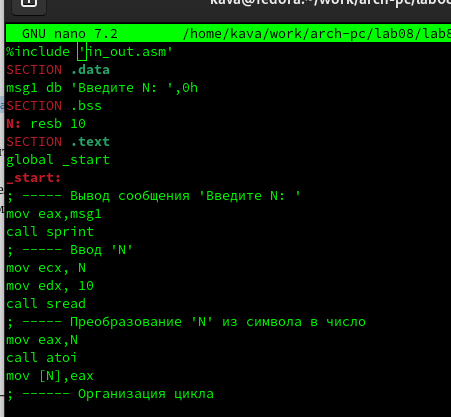 kava@fedora:~/work/arch-pc/lab08
GNU nano 7.2 /home/kava/work/arch-pc/lab08/lab8
%include 'in_out.asm'
SECTION .data
msg1 db 'Введите N: ',0h
SECTION .bss
N: resb 10
SECTION .text
global _start
_start:
; ----- Вывод сообщения 'Введите N: '
mov eax,msg1
call sprint
; ----- Ввод 'N'
mov ecx, N
mov edx, 10
call sread
; ----- Преобразование 'N' из символа в число
mov eax,N
call atoi
mov [N],eax
; ------ Организация цикла